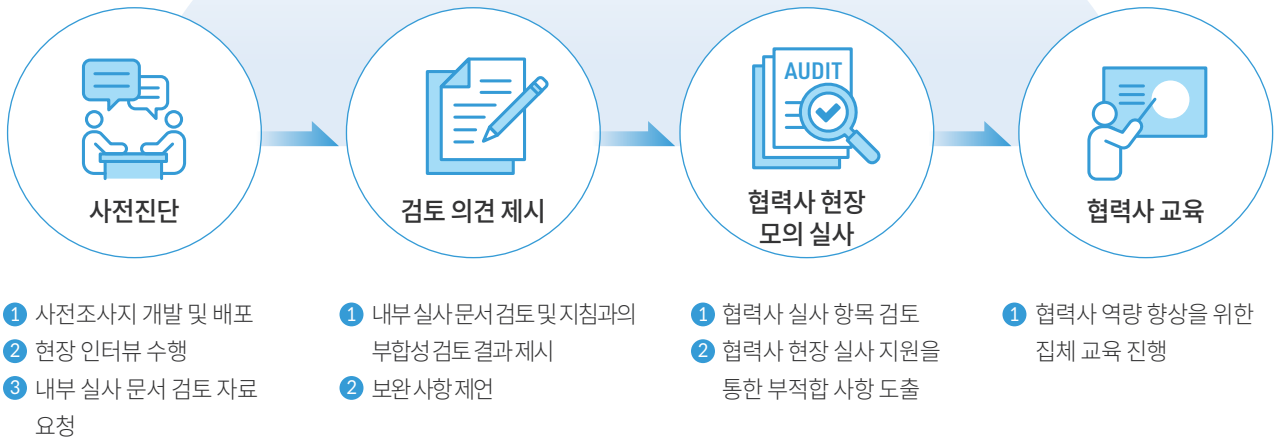 사전진단
검토 의견 제시
AUDIT
협력사 현장
모의 실사
협력사 교육
1 사전조사지 개발 및 배포
2 현장 인터뷰 수행
3 내부 실사 문서 검토 자료
요청
1 내부 실사 문서 검토 및 지침과의
부합성 검토 결과 제시
2 보완 사항 제언
1 협력사 실사 항목 검토
2 협력사 현장 실사 지원을
통한 부적합 사항 도출
1 협력사 역량 향상을 위한
집체 교육 진행